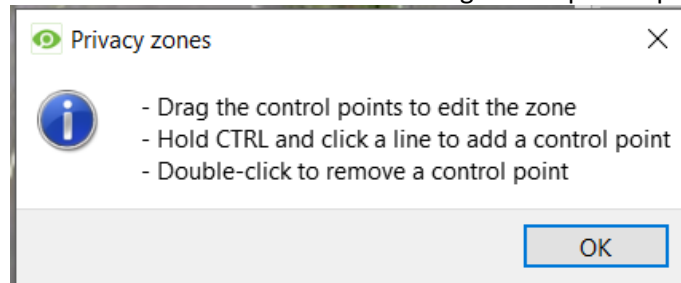 Privacy zones
- Drag the control points to edit the zone
- Hold CTRL and click a line to add a control point
- Double-click to remove a control point
OK